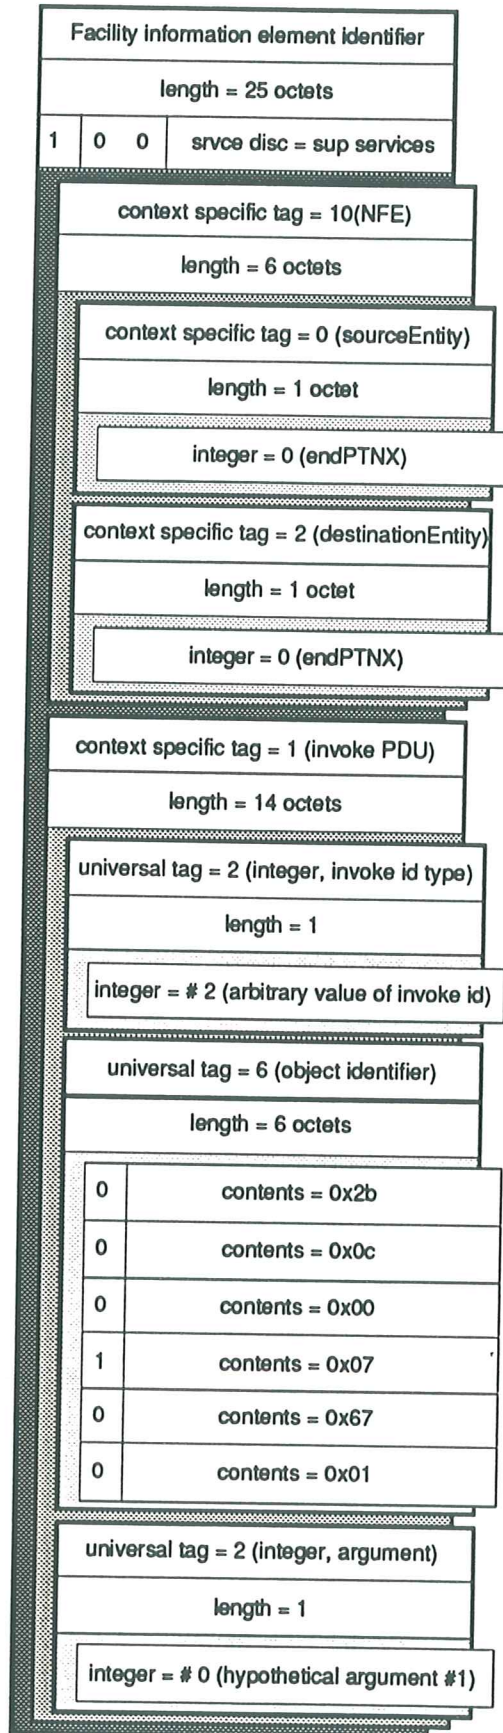 Facility information element identifier
length = 25 octets
1 0 0 srvce disc = sup services
context specific tag = 10(NFE)
length = 6 octets
context specific tag = 0 (sourceEntity)
length = 1 octet
integer = 0 (endPTNX)
context specific tag = 2 (destinationEntity)
length = 1 octet
integer = 0 (endPTNX)
context specific tag = 1 (invoke PDU)
length = 14 octets
universal tag = 2 (integer, invoke id type)
length = 1
integer = # 2 (arbitrary value of invoke id)
universal tag = 6 (object identifier)
length = 6 octets
0 contents = 0x2b
0 contents = 0x0c
0 contents = 0x00
1 contents = 0x07
0 contents = 0x67
0 contents = 0x01
universal tag = 2 (integer, argument)
length = 1
integer = # 0 (hypothetical argument #1)